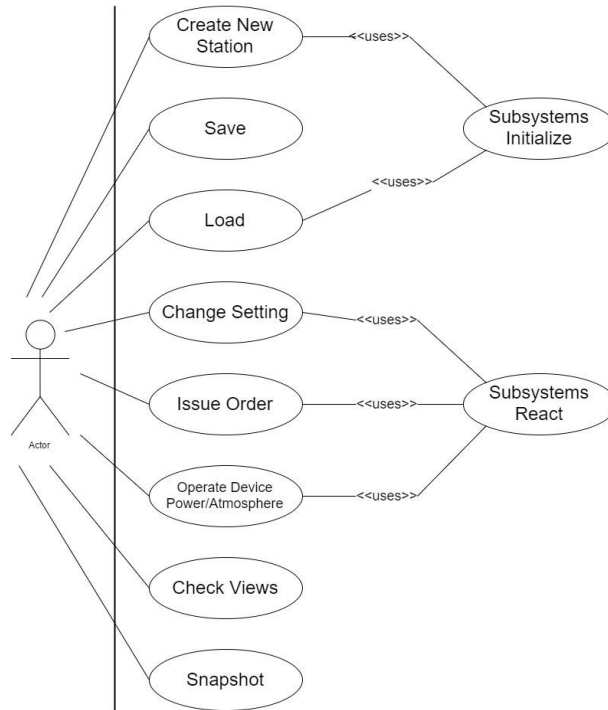 Create New
Station
<<uses>>
Subsystems
Initialize
Save
<<uses>>
Load
Change Setting
<<uses>>
Subsystems
React
Issue Order
<<uses>>
Actor
Operate Device
Power/Atmosphere
<<uses>>
Check Views
Snapshot